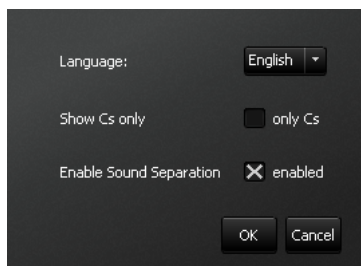 Language: English
Show Cs only only Cs
Enable Sound Separation enabled
OK Cancel